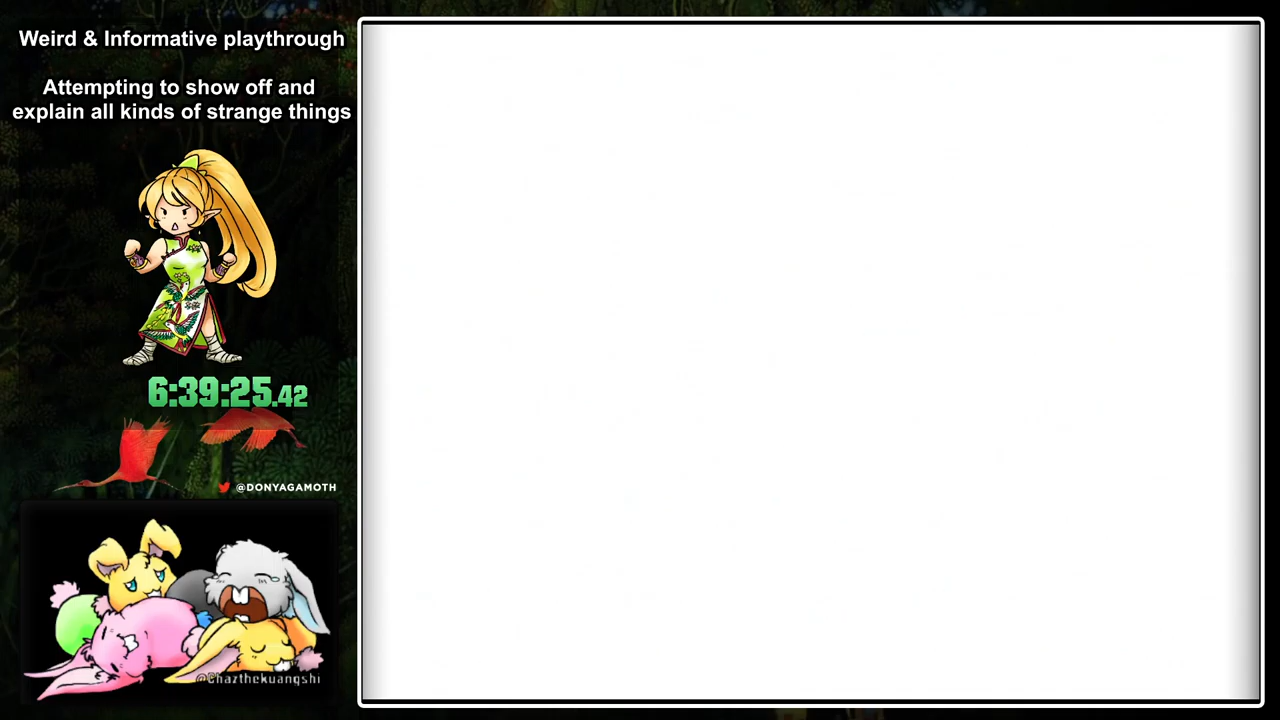 Weird & Informative playthrough
Attempting to show off and
explain all kinds of strange things
6:39:25.42
@DONYAGAMOTH
@Chazthekuangshi